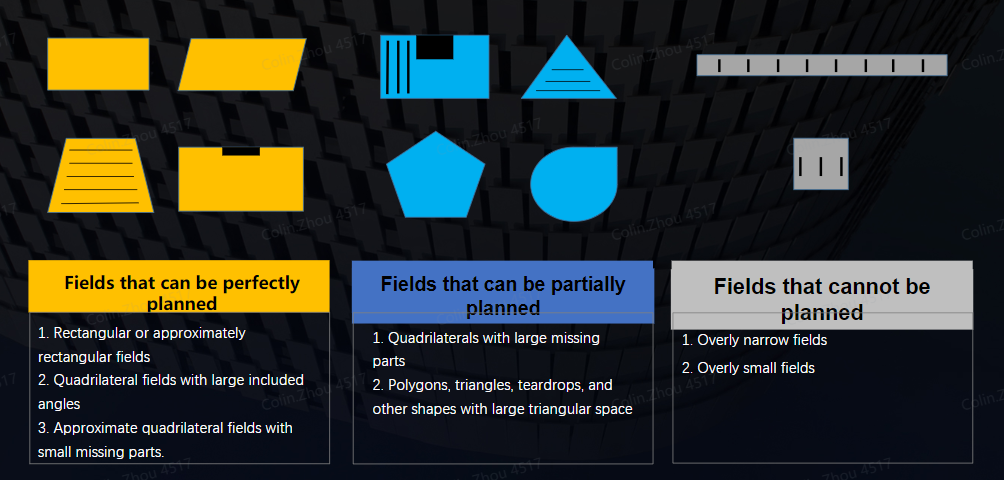 Fields that can be perfectly
planned
1. Rectangular or approximately
rectangular fields
2. Quadrilateral fields with large included
angles
3. Approximate quadrilateral fields with
small missing parts.
Fields that can be partially
planned
1. Quadrilaterals with large missing
parts
2. Polygons, triangles, teardrops, and
other shapes with large triangular space
Fields that cannot be
planned
1. Overly narrow fields
2. Overly small fields
Colin.Zhou 4517